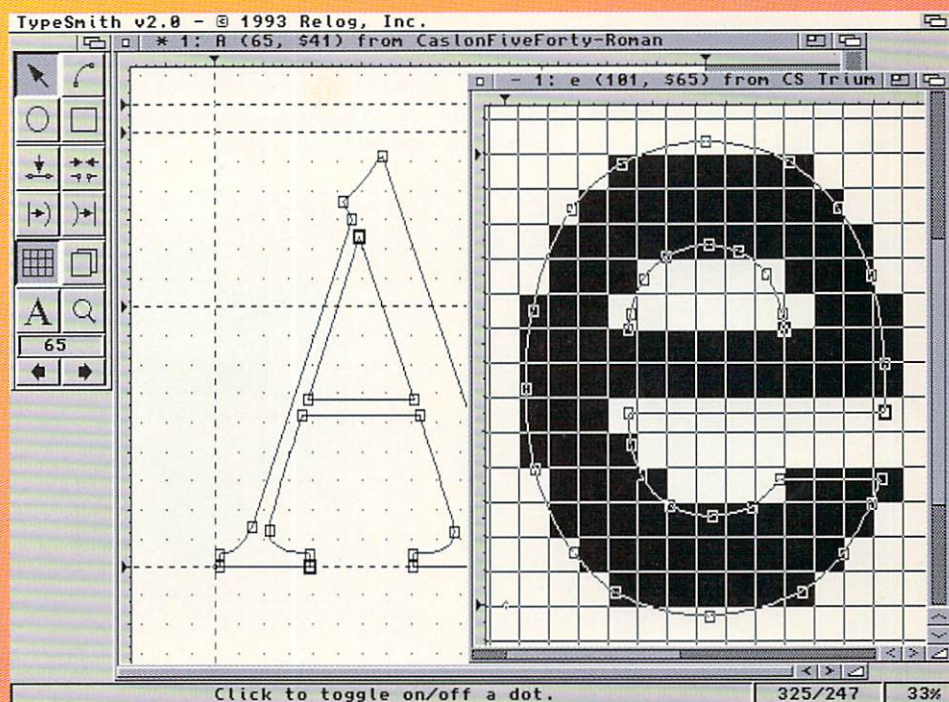 TypeSmith v2.0 - © 1993 Relog, Inc.
* 1: A (65, $41) from CaslonFiveForty-Roman
- 1: e (101, $65) from CS Trium
A
65
Click to toggle on/off a dot.
325/247
33%